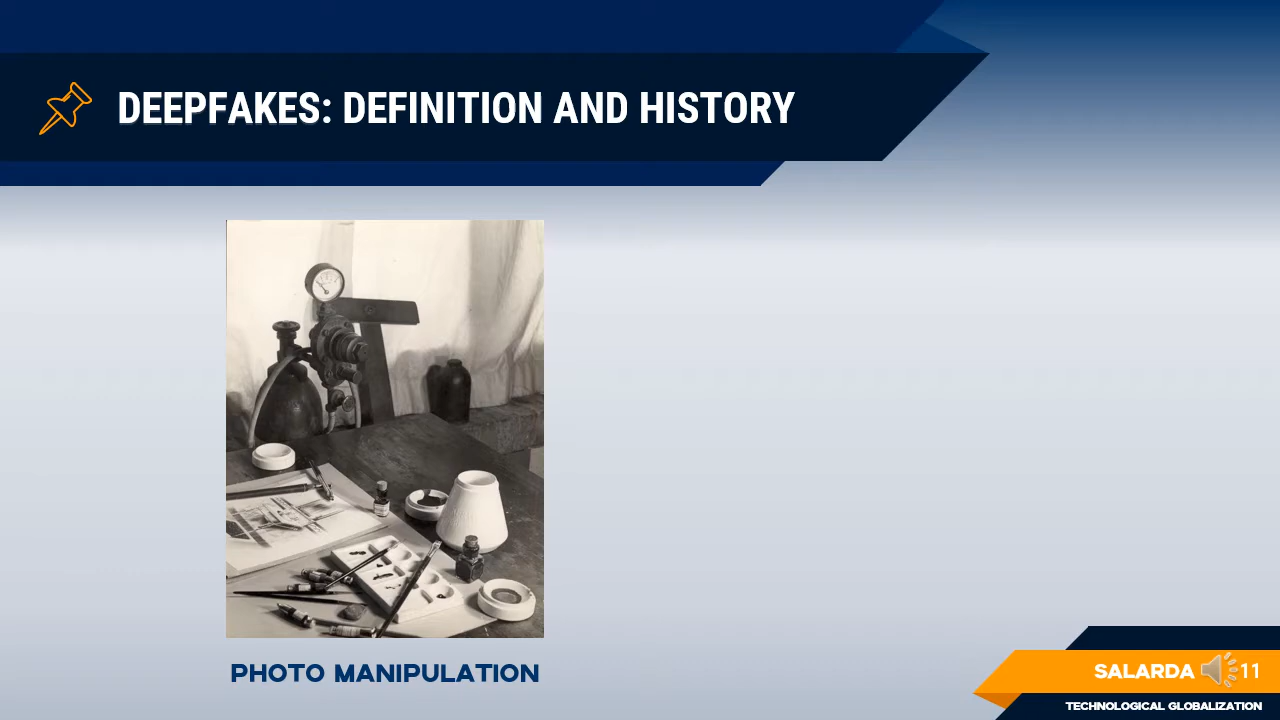 DEEPFAKES: DEFINITION AND HISTORY
PHOTO MANIPULATION
SALARDA 11
TECHNOLOGICAL GLOBALIZATION